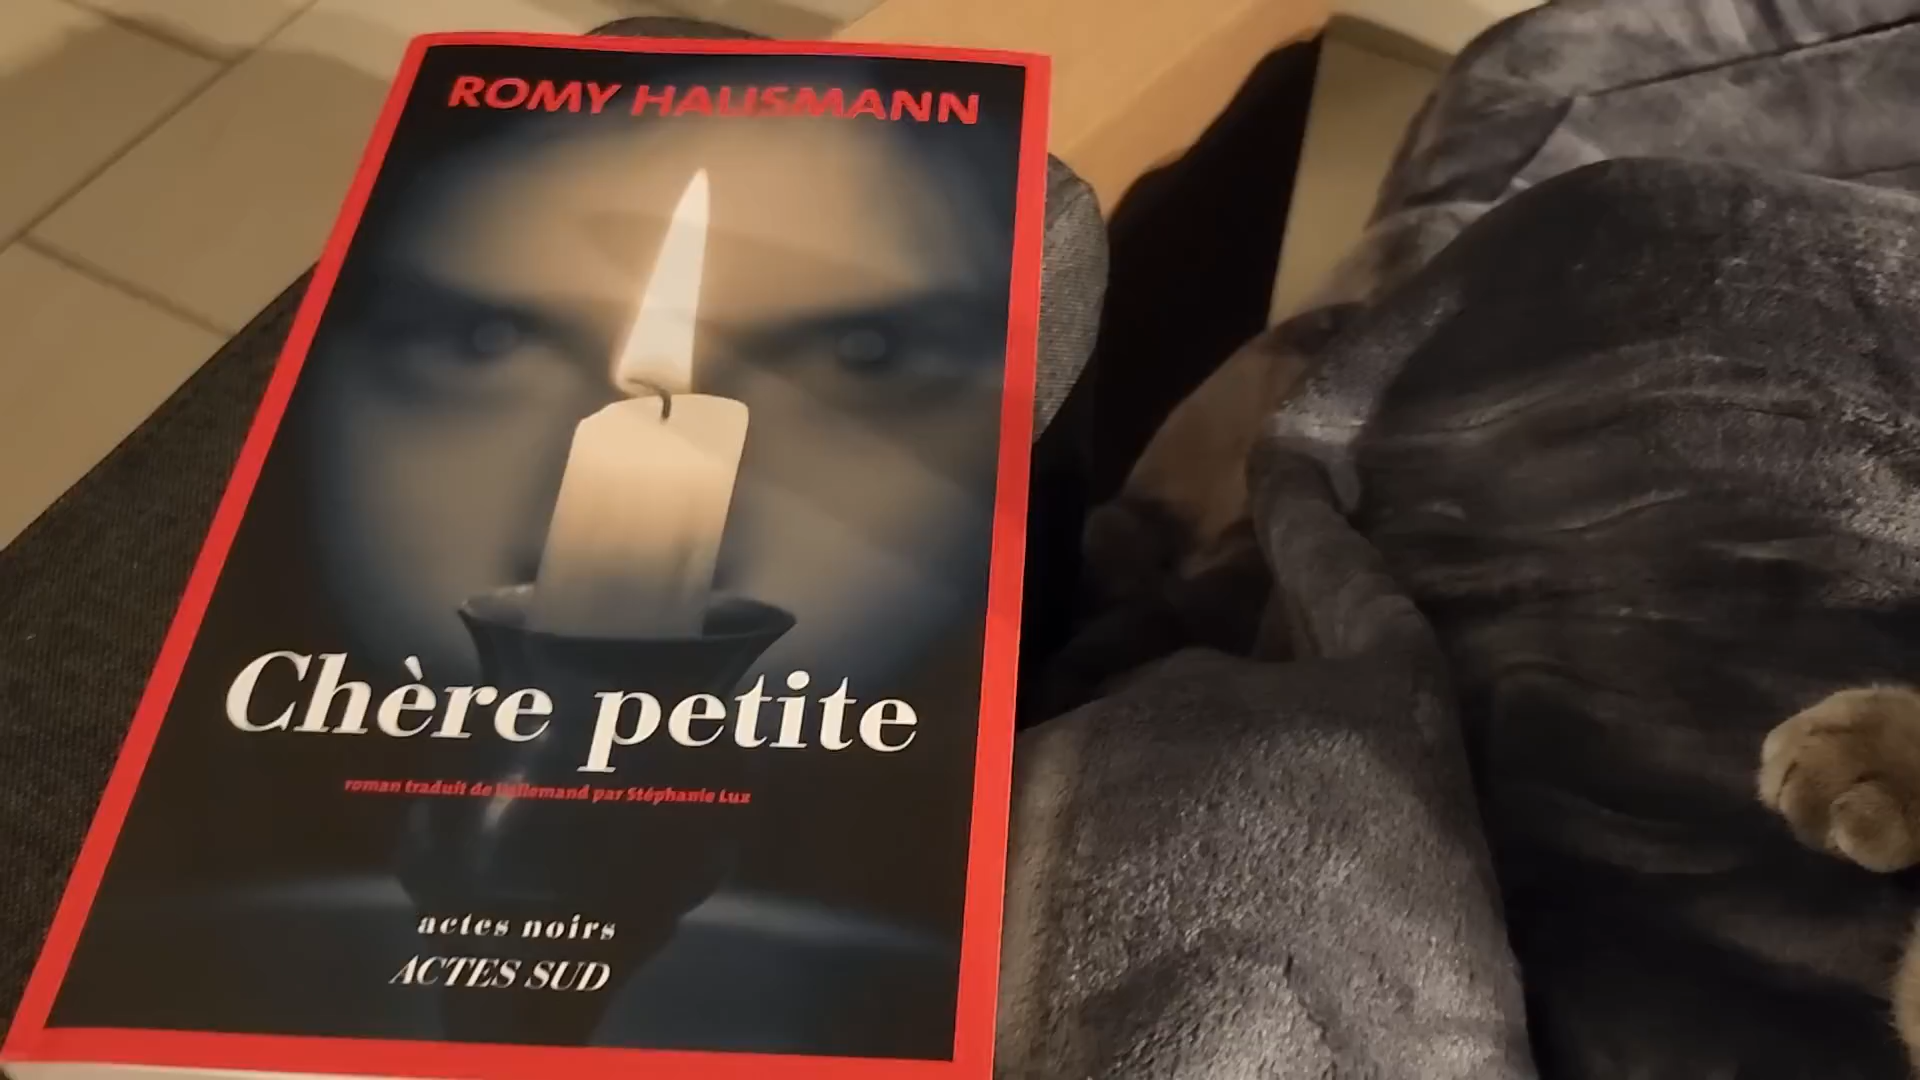 ROMY HAUSMANN
Chère petite
roman traduit de l'allemand par Stéphanie Lux
actes noirs
ACTES SUD